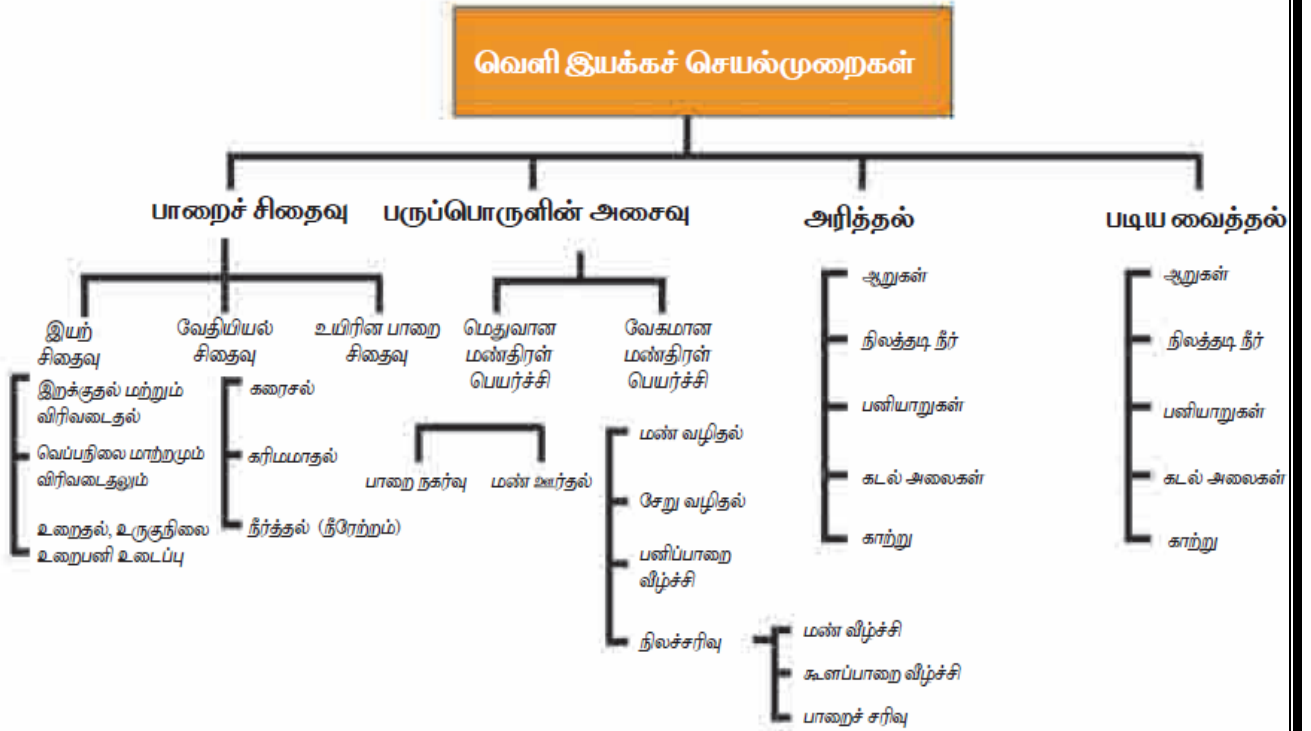 வெளி இயக்கச் செயல்முறைகள்
பாறைச் சிதைவு
பருப்பொருளின் அசைவு
அரித்தல்
படிய வைத்தல்
இயற்
சிதைவு
இறக்குதல் மற்றும்
விரிவடைதல்
வெப்பநிலை மாற்றமும்
விரிவடைதலும்
உறைதல், உருகுநிலை
உறைபனி உடைப்பு
வேதியியல்
சிதைவு
கரைசல்
கரிமமாதல்
நீர்த்தல் (நீரேற்றம்)
உயிரின பாறை
சிதைவு
மெதுவான
மண்திரள்
பெயர்ச்சி
பாறை நகர்வு
மண் ஊர்தல்
வேகமான
மண்திரள்
பெயர்ச்சி
மண் வழிதல்
சேறு வழிதல்
பனிப்பாறை
வீழ்ச்சி
நிலச்சரிவு
மண் வீழ்ச்சி
கூளப்பாறை வீழ்ச்சி
பாறைச் சரிவு
ஆறுகள்
நிலத்தடி நீர்
பனியாறுகள்
கடல் அலைகள்
காற்று
ஆறுகள்
நிலத்தடி நீர்
பனியாறுகள்
கடல் அலைகள்
காற்று